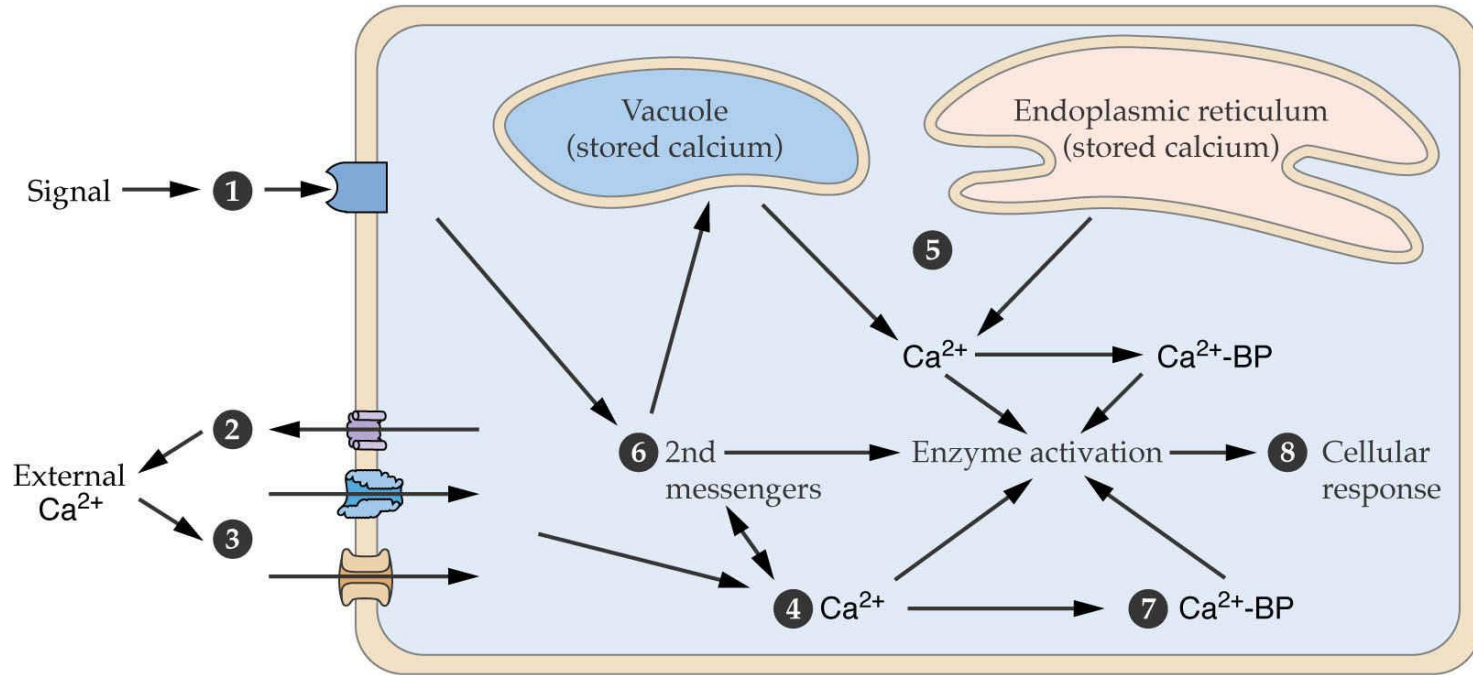 Vacuole
(stored calcium)
Endoplasmic reticulum
(stored calcium)
Signal
1
5
Ca²⁺
Ca²⁺-BP
2
External
Ca²⁺
3
6 2nd
messengers
Enzyme activation
8 Cellular
response
4 Ca²⁺
7 Ca²⁺-BP